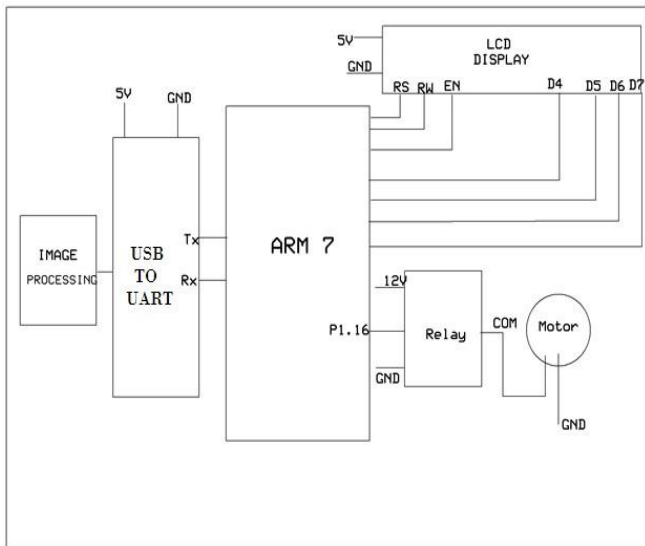 5V
LCD
DISPLAY
GND
RS RW EN D4 D5 D6 D7
5V GND
IMAGE
PROCESSING
USB
TO
UART
Tx
Rx
ARM 7
P1.16
12V
Relay
GND
COM
Motor
GND